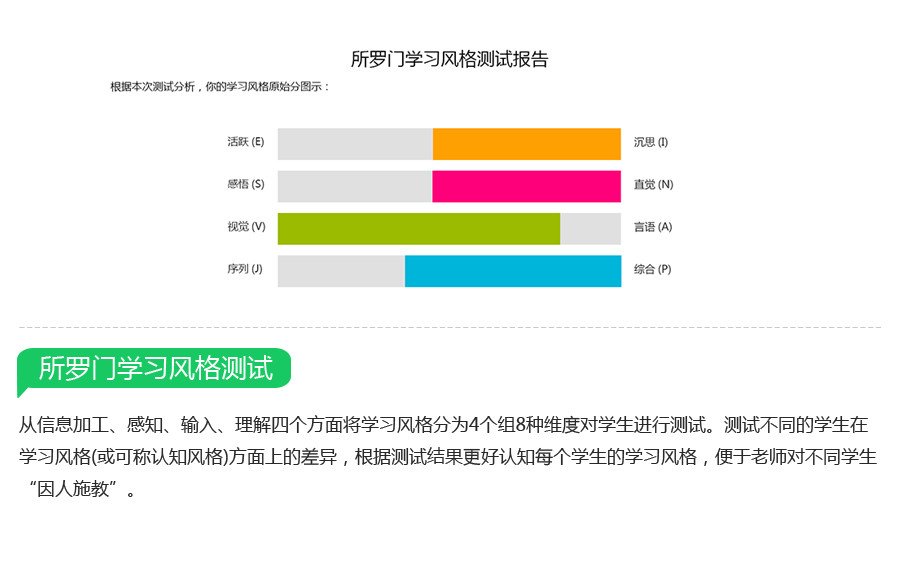 所罗门学习风格测试报告
根据本次测试分析，你的学习风格原始分图示：
活跃 (E) 沉思 (I)
感悟 (S) 直觉 (N)
视觉 (V) 言语 (A)
序列 (J) 综合 (P)
所罗门学习风格测试
从信息加工、感知、输入、理解四个方面将学习风格分为4个组8种维度对学生进行测试。测试不同的学生在
学习风格(或可称认知风格)方面上的差异，根据测试结果更好认知每个学生的学习风格，便于老师对不同学生
“因人施教”。